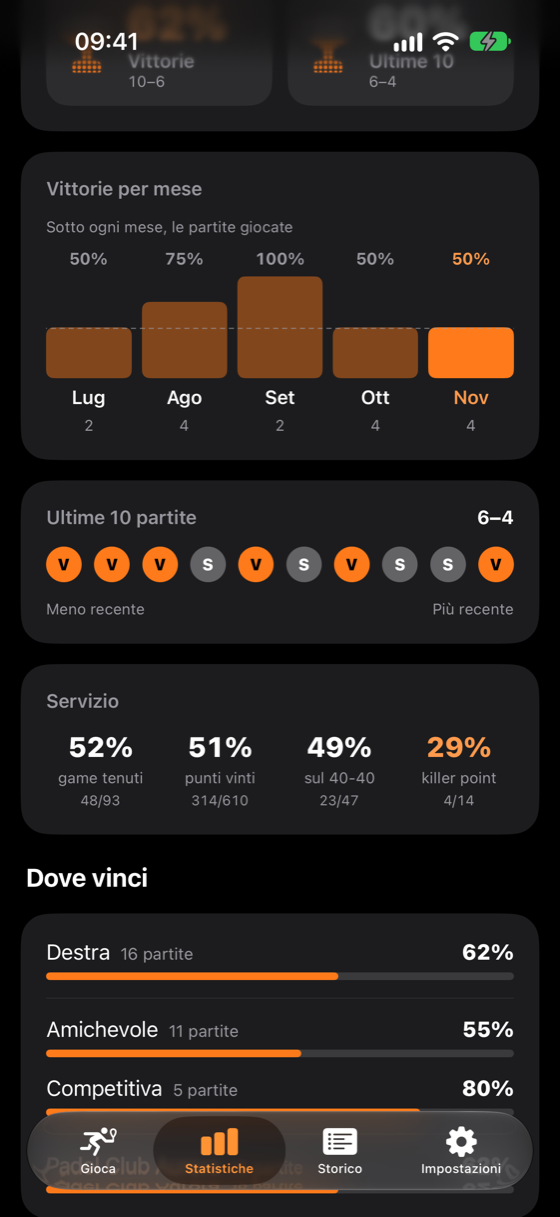 62%
60%
09:41
Vittorie
Ultime 10
10–6
6–4
Vittorie per mese
Sotto ogni mese, le partite giocate
50% 75% 100% 50% 50%
Lug Ago Set Ott Nov
2 4 2 4 4
Ultime 10 partite 6–4
V V V S V S V S S V
Meno recente Più recente
Servizio
52% 51% 49% 29%
game tenuti punti vinti sul 40-40 killer point
48/93 314/610 23/47 4/14
Dove vinci
Destra 16 partite 62%
Amichevole 11 partite 55%
Competitiva 5 partite 80%
Padel Club
Gioca Statistiche Storico Impostazioni